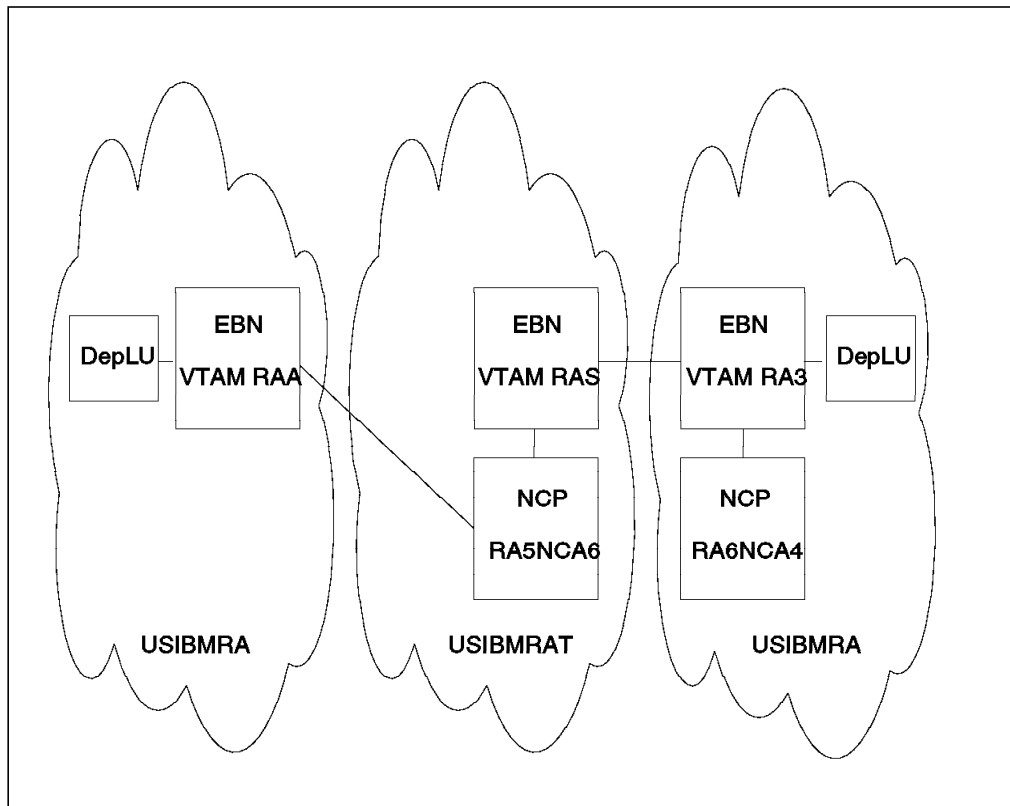 DepLU
EBN
VTAM RAA
EBN
VTAM RAS
EBN
VTAM RA3
DepLU
NCP
RA5NCA6
NCP
RA6NCA4
USIBMRA
USIBMRAT
USIBMRA